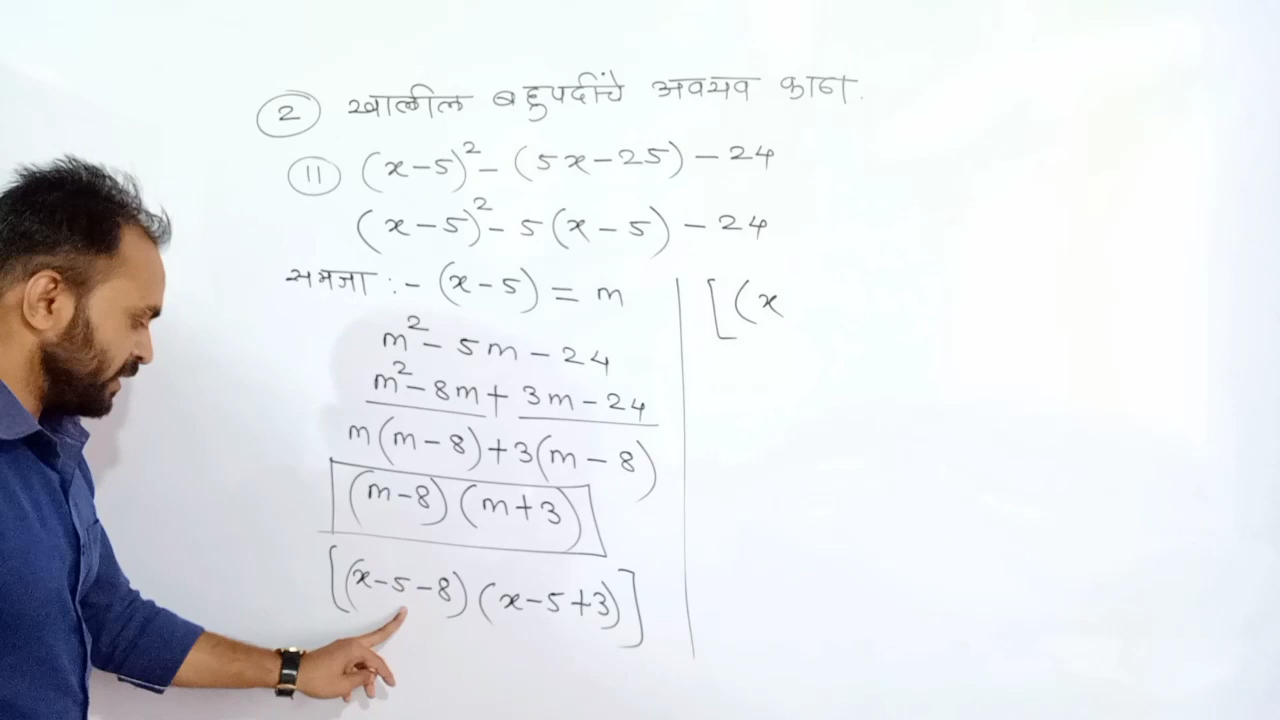 ② खालील बहुपदींचे अवयव काढा.
⑪ (x-5)² - (5x-25) - 24
(x-5)² - 5(x-5) - 24
समजा :- (x-5) = m
m² - 5m - 24
m² - 8m + 3m - 24
m(m-8) + 3(m-8)
(m-8) (m+3)
[(x-5-8) (x-5+3)]
[(x